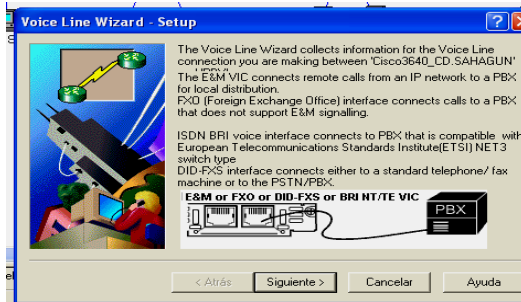 Voice Line Wizard - Setup
The Voice Line Wizard collects information for the Voice Line
connection you are making between 'Cisco3640_CD.SAHAGUN'
The E&M VIC connects remote calls from an IP network to a PBX
for local distribution.
FXO (Foreign Exchange Office) interface connects calls to a PBX
that does not support E&M signalling.
ISDN BRI voice interface connects to PBX that is compatible with
European Telecommunications Standards Institute(ETSI) NET3
switch type
DID-FXS interface connects either to a standard telephone/ fax
machine or to the PSTN/PBX.
E&M or FXO or DID-FXS or BRI NT/TE VIC
PBX
< Atrás
Siguiente >
Cancelar
Ayuda